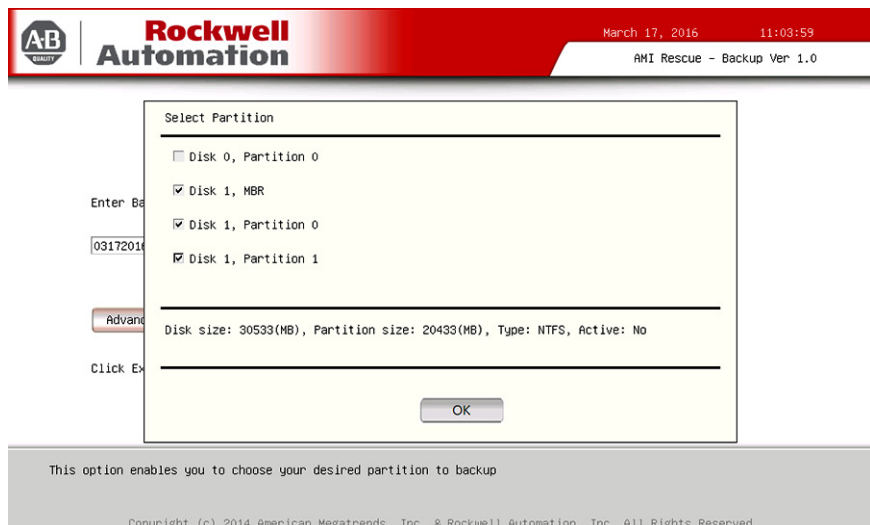 A·B
QUALITY
Rockwell
Automation
March 17, 2016 11:03:59
AMI Rescue - Backup Ver 1.0
Select Partition
Disk 0, Partition 0
Disk 1, MBR
Disk 1, Partition 0
Disk 1, Partition 1
Enter Ba
0317201
Advanc
Click Ex
Disk size: 30533(MB), Partition size: 20433(MB), Type: NTFS, Active: No
OK
This option enables you to choose your desired partition to backup
Copyright (c) 2014 American Megatrends, Inc. & Rockwell Automation, Inc. All Rights Reserved